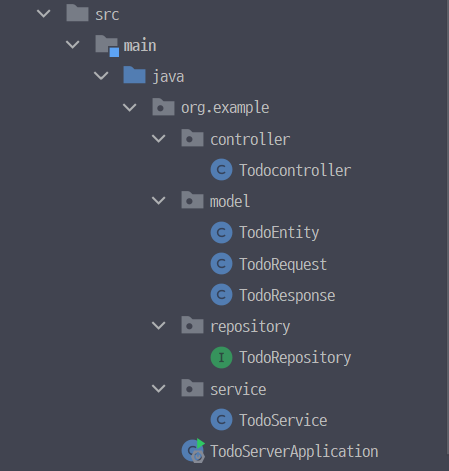 src
main
java
org.example
controller
C Todocontroller
model
C TodoEntity
C TodoRequest
C TodoResponse
repository
I TodoRepository
service
C TodoService
C TodoServerApplication